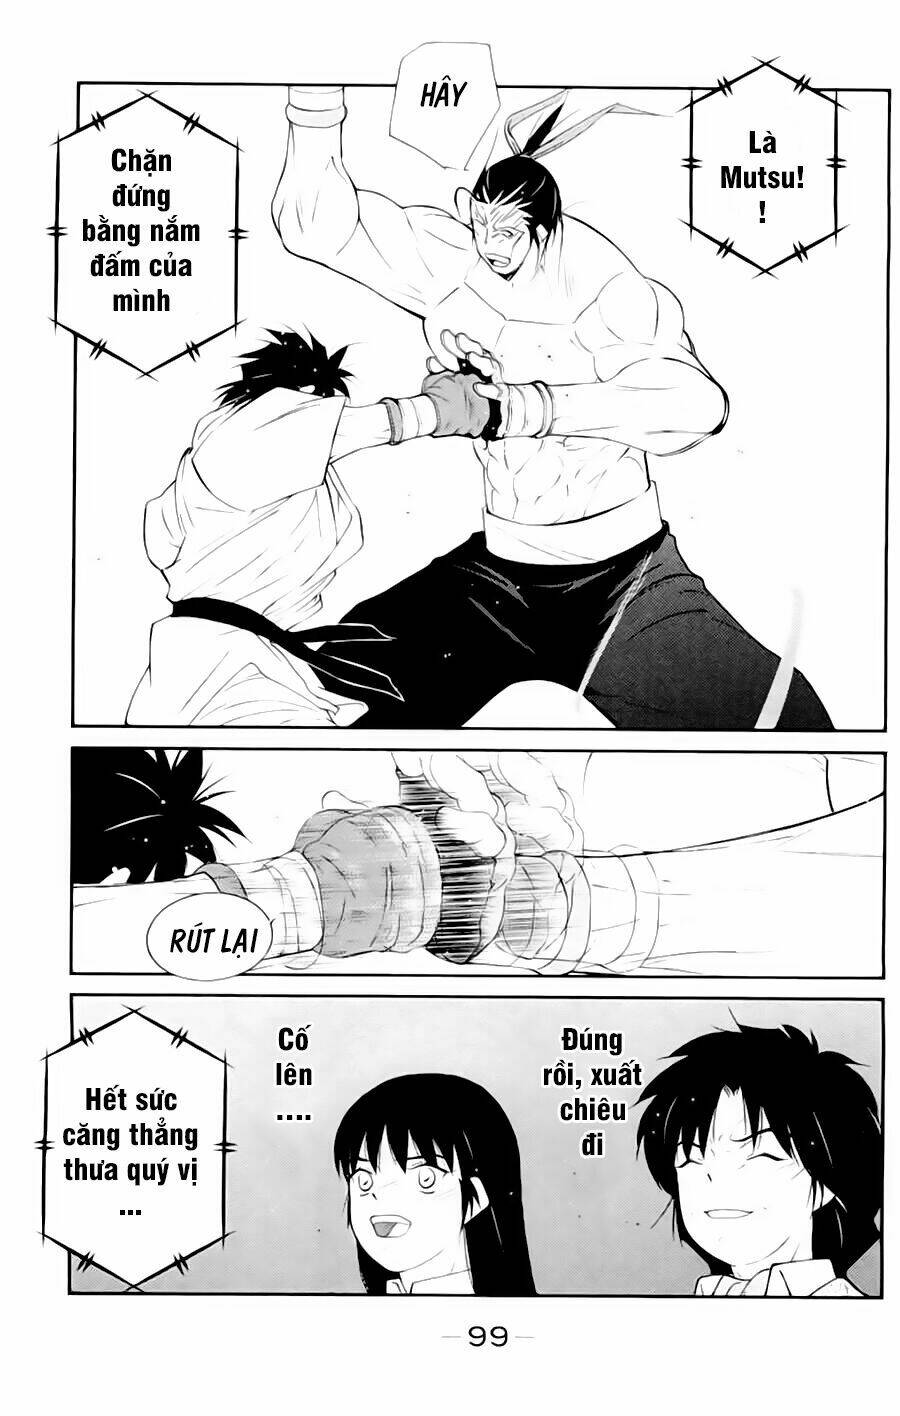 Là
Mutsu!
!
HÂY
Chặn
đứng
bằng nắm
đấm của
mình
RÚT LẠI
Đúng
rồi, xuất
chiêu
đi
Cố
lên
....
Hết sức
căng thẳng
thưa quý vị
...
99